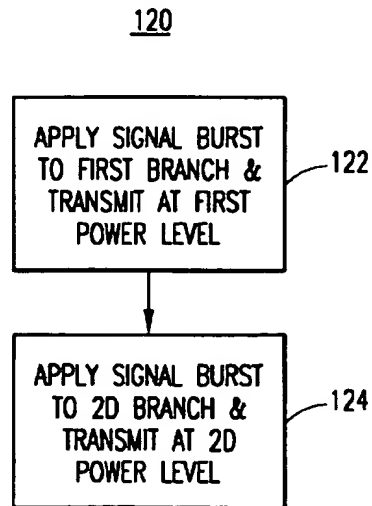 120
APPLY SIGNAL BURST
TO FIRST BRANCH &
TRANSMIT AT FIRST
POWER LEVEL
122
APPLY SIGNAL BURST
TO 2D BRANCH &
TRANSMIT AT 2D
POWER LEVEL
124